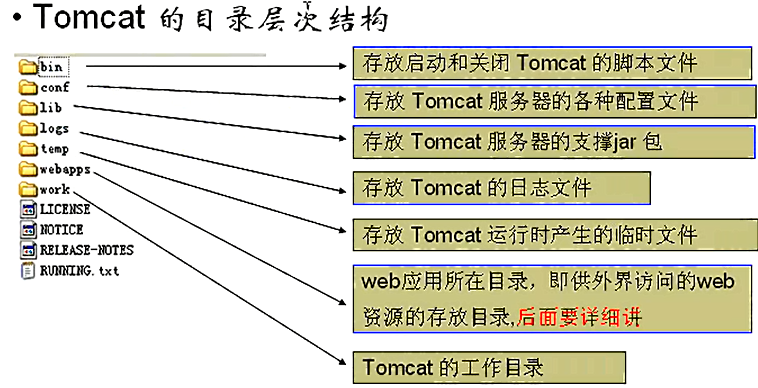 • Tomcat 的目录层次结构
bin
存放启动和关闭 Tomcat 的脚本文件
conf
存放 Tomcat 服务器的各种配置文件
lib
存放 Tomcat 服务器的支撑jar 包
logs
存放 Tomcat 的日志文件
temp
存放 Tomcat 运行时产生的临时文件
webapps
web应用所在目录，即供外界访问的web
资源的存放目录,后面要详细讲
work
Tomcat 的工作目录
LICENSE
NOTICE
RELEASE-NOTES
RUNNING.txt